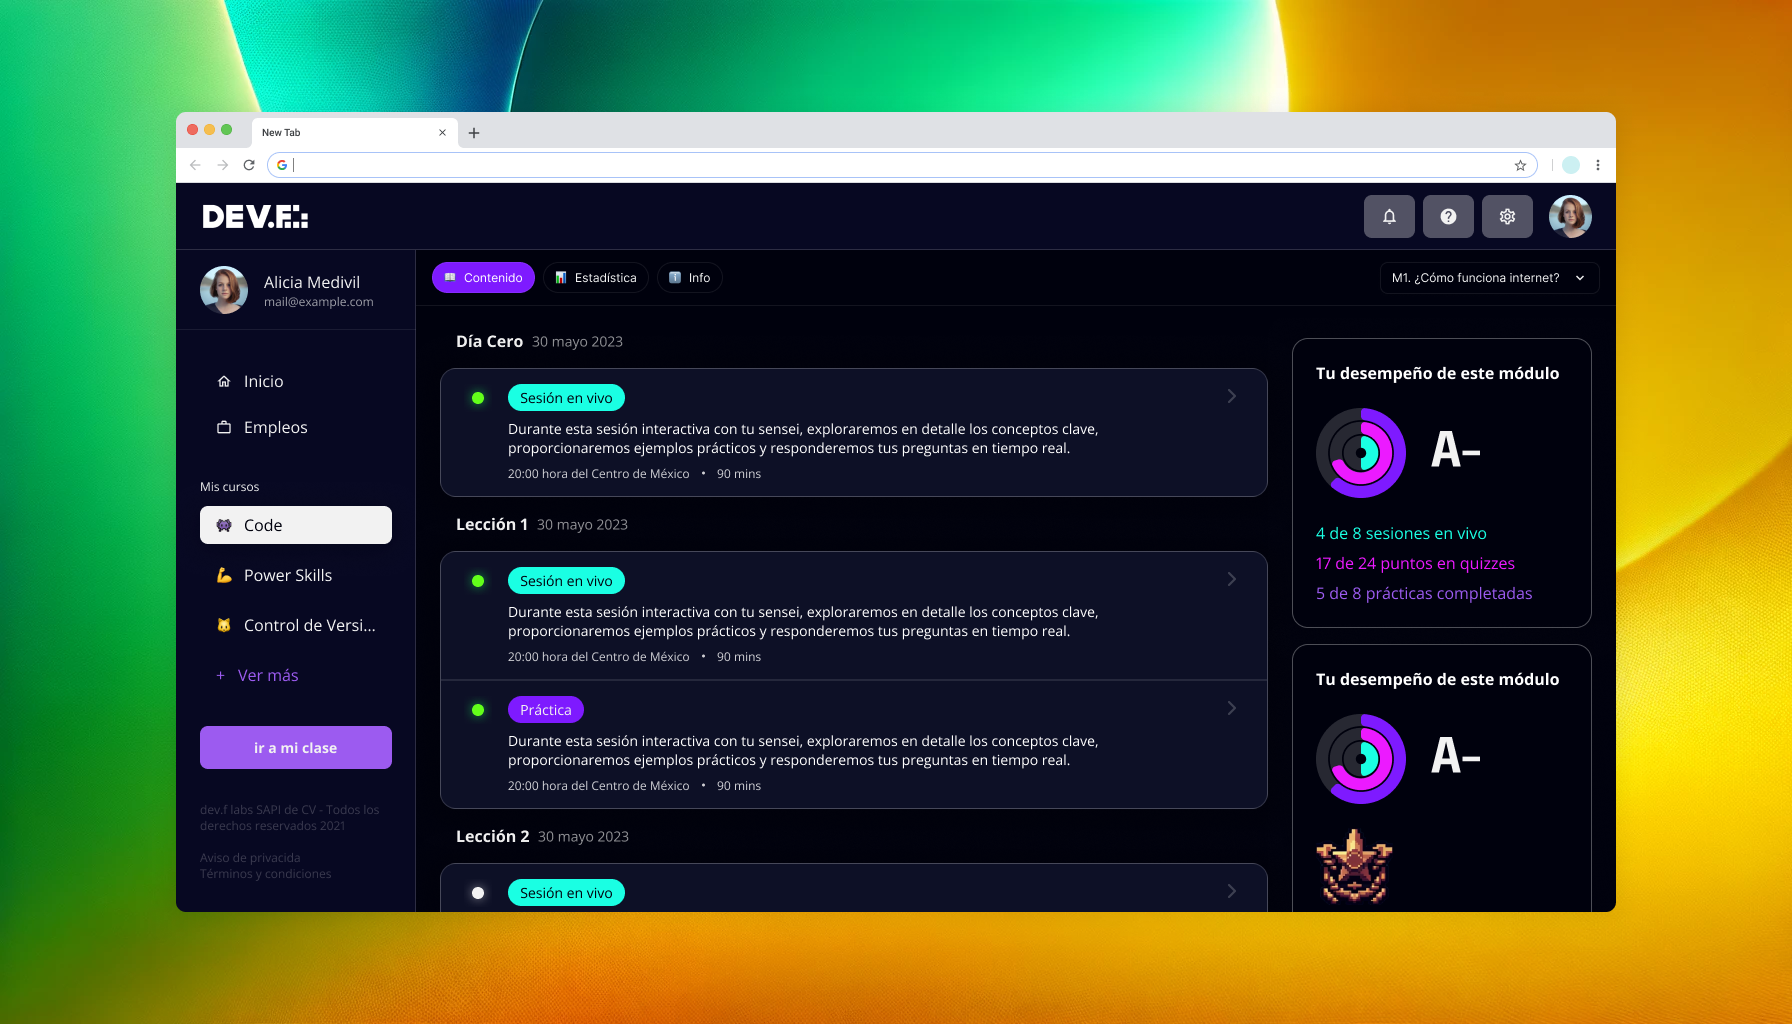 New Tab
DEV.F.:
Alicia Medivil
mail@example.com
Inicio
Empleos
Mis cursos
Code
Power Skills
Control de Versi...
+ Ver más
ir a mi clase
dev.f labs SAPI de CV - Todos los
derechos reservados 2021
Aviso de privacida
Términos y condiciones
Contenido
Estadística
Info
M1. ¿Cómo funciona internet?
Día Cero 30 mayo 2023
Sesión en vivo
Durante esta sesión interactiva con tu sensei, exploraremos en detalle los conceptos clave,
proporcionaremos ejemplos prácticos y responderemos tus preguntas en tiempo real.
20:00 hora del Centro de México • 90 mins
Lección 1 30 mayo 2023
Sesión en vivo
Durante esta sesión interactiva con tu sensei, exploraremos en detalle los conceptos clave,
proporcionaremos ejemplos prácticos y responderemos tus preguntas en tiempo real.
20:00 hora del Centro de México • 90 mins
Práctica
Durante esta sesión interactiva con tu sensei, exploraremos en detalle los conceptos clave,
proporcionaremos ejemplos prácticos y responderemos tus preguntas en tiempo real.
20:00 hora del Centro de México • 90 mins
Lección 2 30 mayo 2023
Sesión en vivo
Tu desempeño de este módulo
A-
4 de 8 sesiones en vivo
17 de 24 puntos en quizzes
5 de 8 prácticas completadas
Tu desempeño de este módulo
A-